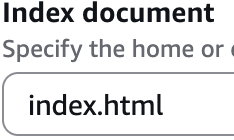 Index document
Specify the home or
index.html